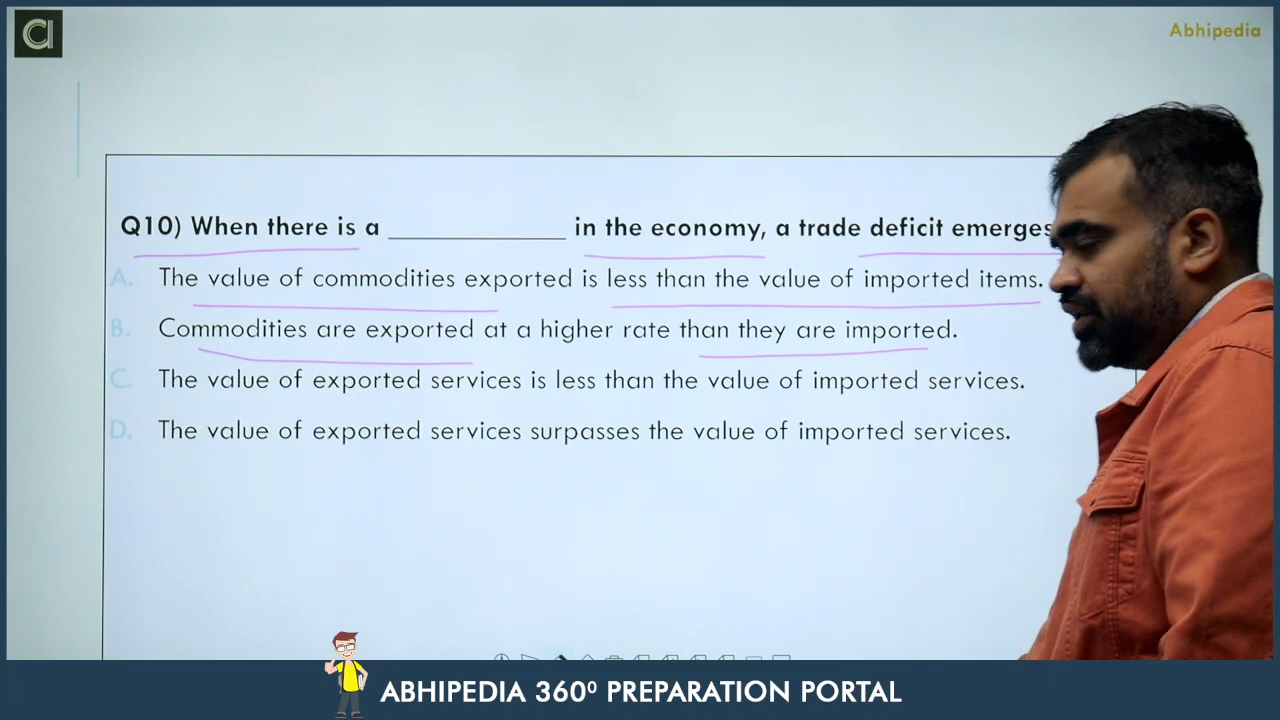 Abhipedia
Q10) When there is a ____________ in the economy, a trade deficit emerges
A. The value of commodities exported is less than the value of imported items.
B. Commodities are exported at a higher rate than they are imported.
C. The value of exported services is less than the value of imported services.
D. The value of exported services surpasses the value of imported services.
ABHIPEDIA 360⁰ PREPARATION PORTAL